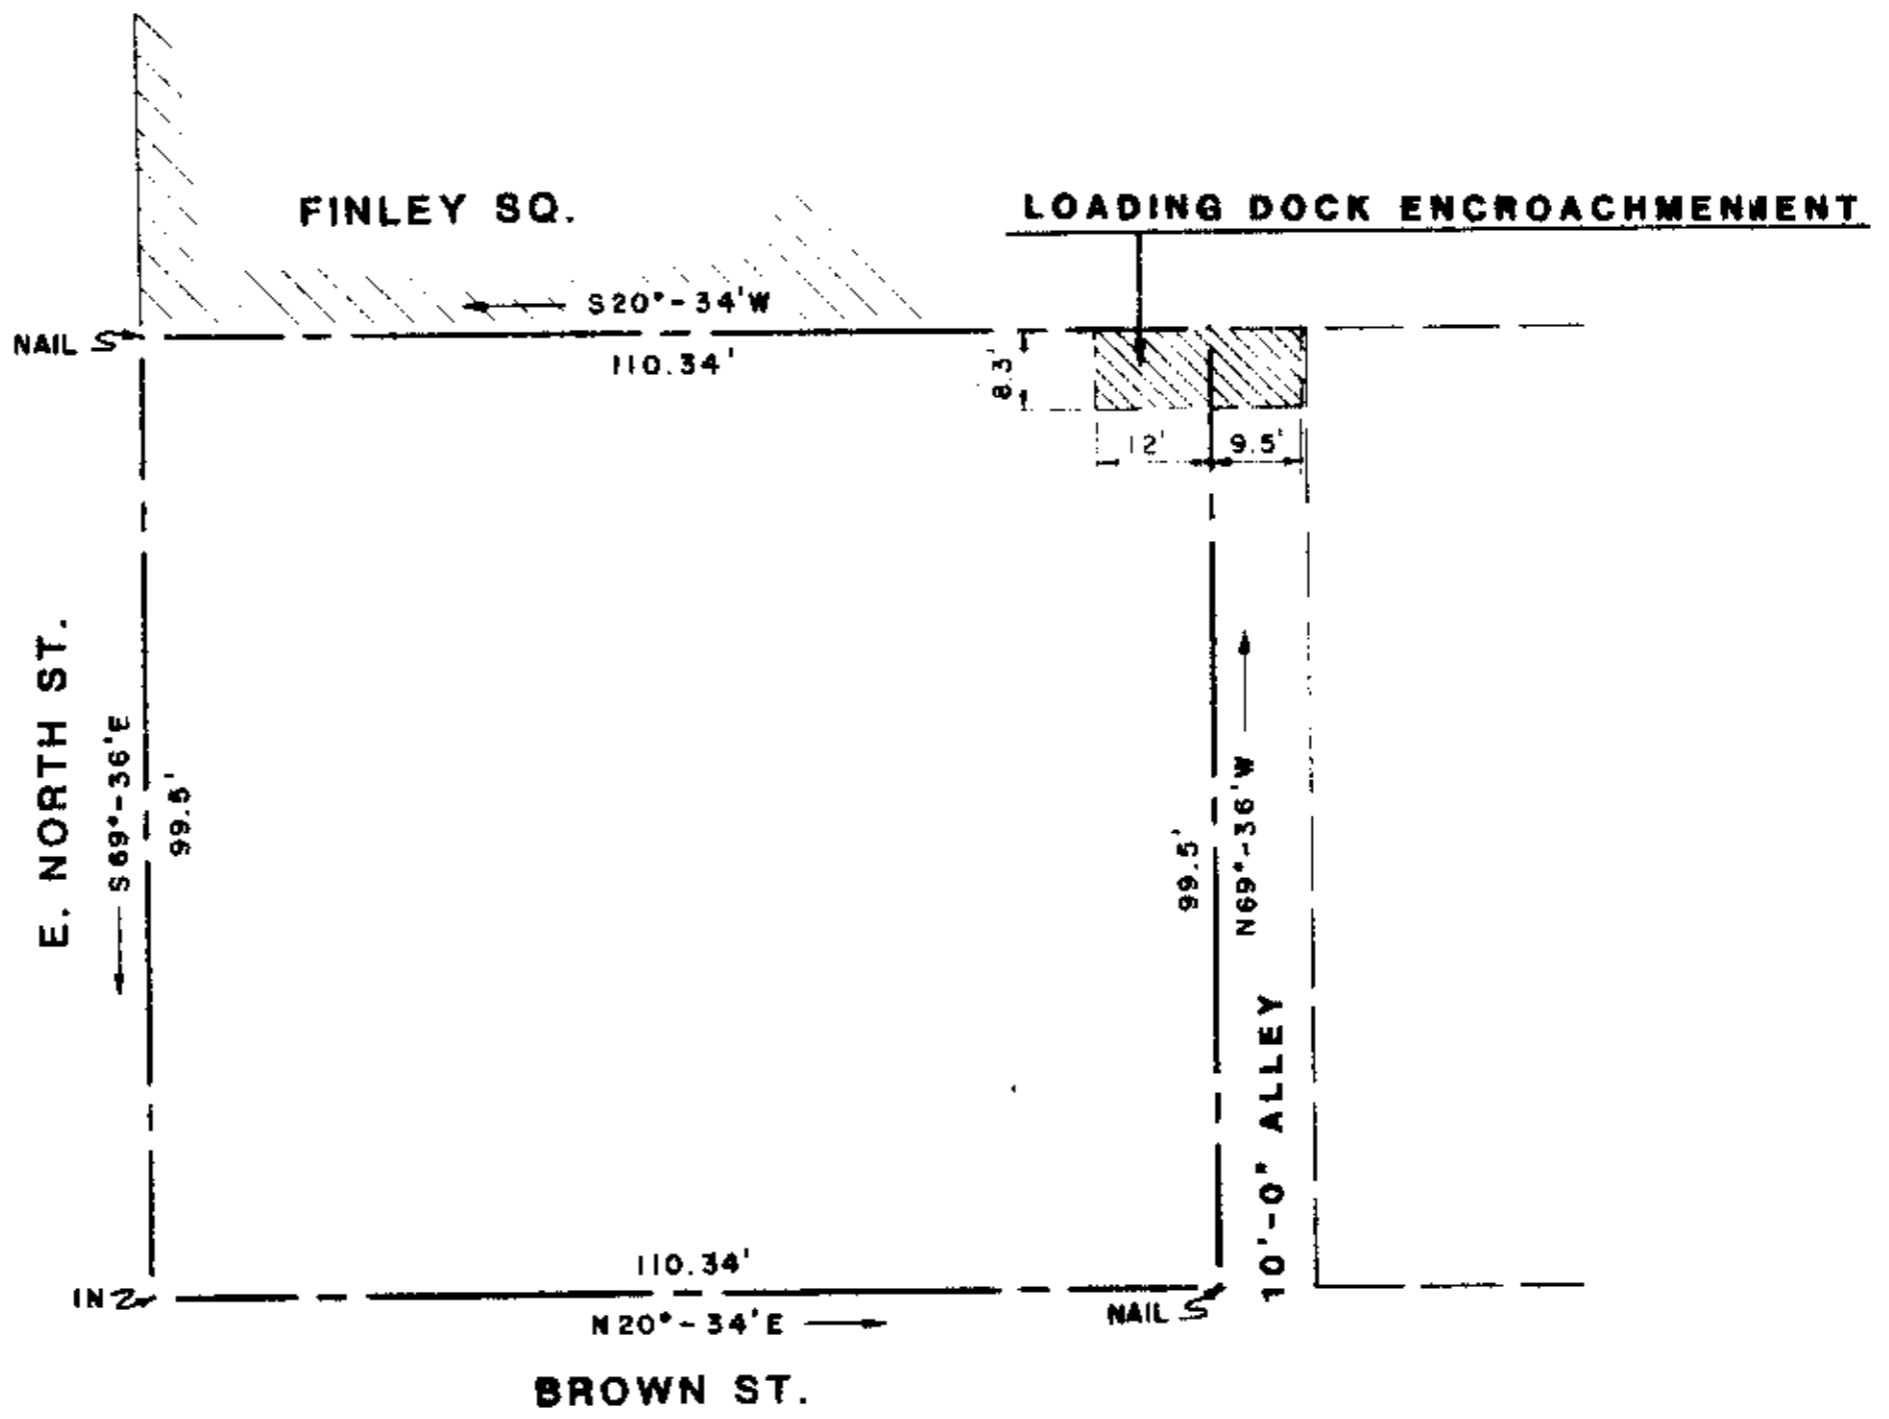 FINLEY SQ.
LOADING DOCK ENCROACHMENMENT
S20°-34'W
NAIL
110.34'
8.3'
12'
9.5'
E. NORTH ST.
S69°-36'E
99.5'
99.5'
N69°-36'W
10'-0" ALLEY
110.34'
IN
NAIL
N20°-34'E
BROWN ST.